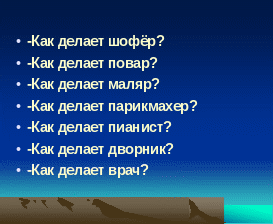 • -Как делает шофёр?
• -Как делает повар?
• -Как делает маляр?
• -Как делает парикмахер?
• -Как делает пианист?
• -Как делает дворник?
• -Как делает врач?